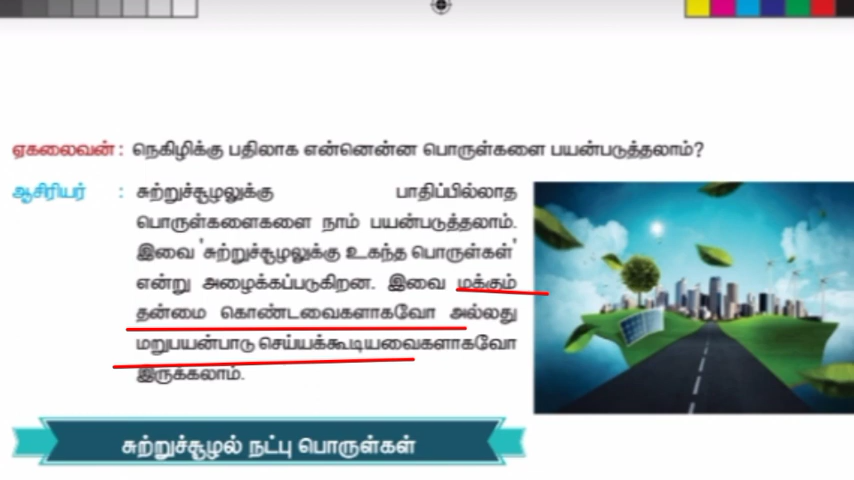 ஏகலைவன் : நெகிழிக்கு பதிலாக என்னென்ன பொருள்களை பயன்படுத்தலாம்?
ஆசிரியர் : சுற்றுச்சூழலுக்கு பாதிப்பில்லாத
பொருள்களைகளை நாம் பயன்படுத்தலாம்.
இவை 'சுற்றுச்சூழலுக்கு உகந்த பொருள்கள்'
என்று அழைக்கப்படுகிறன. இவை மக்கும்
தன்மை கொண்டவைகளாகவோ அல்லது
மறுபயன்பாடு செய்யக்கூடியவைகளாகவோ
இருக்கலாம்.
சுற்றுச்சூழல் நட்பு பொருள்கள்